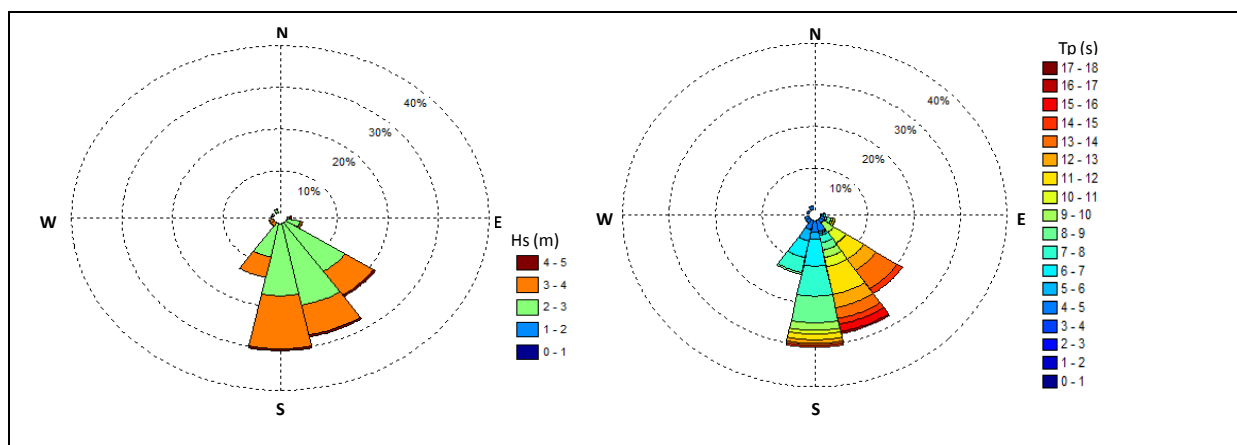 N
40%
30%
20%
10%
W
E
S
Hs (m)
4 - 5
3 - 4
2 - 3
1 - 2
0 - 1
N
40%
30%
20%
10%
W
E
S
Tp (s)
17 - 18
16 - 17
15 - 16
14 - 15
13 - 14
12 - 13
11 - 12
10 - 11
9 - 10
8 - 9
7 - 8
6 - 7
5 - 6
4 - 5
3 - 4
2 - 3
1 - 2
0 - 1